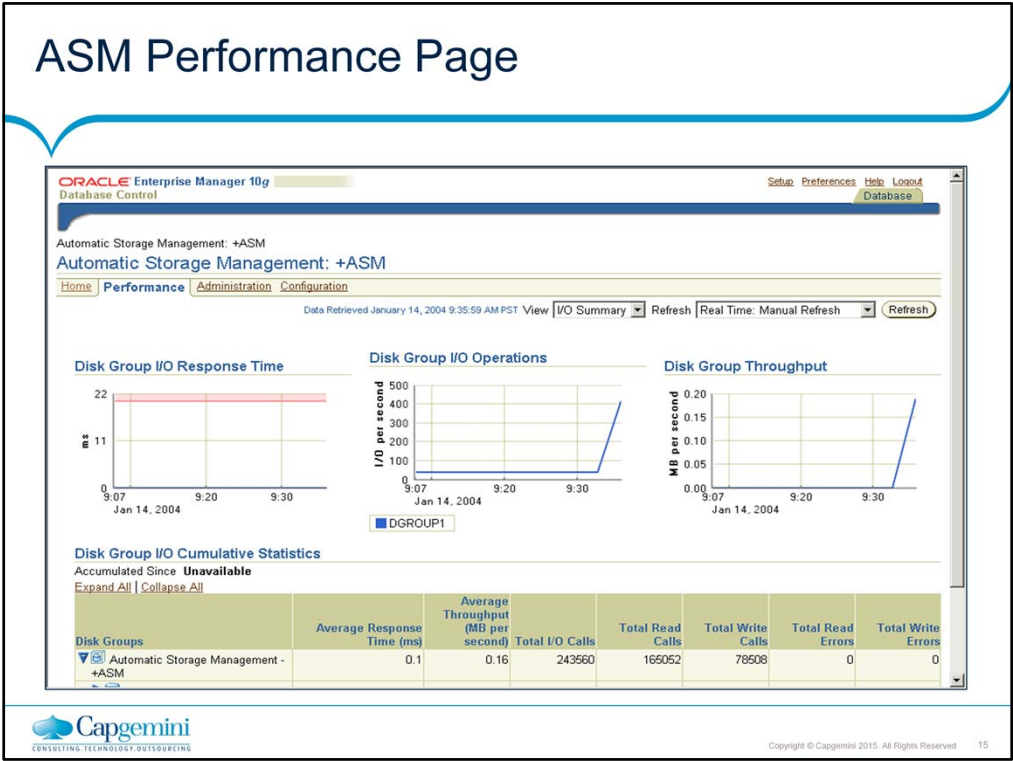 ASM Performance Page
ORACLE Enterprise Manager 10g
Database Control
Setup Preferences Help Logout
Database
Automatic Storage Management: +ASM
Automatic Storage Management: +ASM
Home Performance Administration Configuration
Data Retrieved January 14, 2004 9:35:59 AM PST View I/O Summary Refresh Real Time: Manual Refresh Refresh
Disk Group I/O Response Time
22
11
0
ms
9:07 9:20 9:30
Jan 14, 2004
Disk Group I/O Operations
500
400
300
200
100
0
I/O per second
9:07 9:20 9:30
Jan 14, 2004
DGROUP1
Disk Group Throughput
0.20
0.15
0.10
0.05
0.00
MB per second
9:07 9:20 9:30
Jan 14, 2004
Disk Group I/O Cumulative Statistics
Accumulated Since Unavailable
Expand All | Collapse All
Disk Groups
Average Response
Time (ms)
Average
Throughput
(MB per
second)
Total I/O Calls
Total Read
Calls
Total Write
Calls
Total Read
Errors
Total Write
Errors
Automatic Storage Management -
+ASM
0.1 0.16 243560 165052 78508 0 0
Capgemini
CONSULTING.TECHNOLOGY.OUTSOURCING
Copyright © Capgemini 2015. All Rights Reserved 15